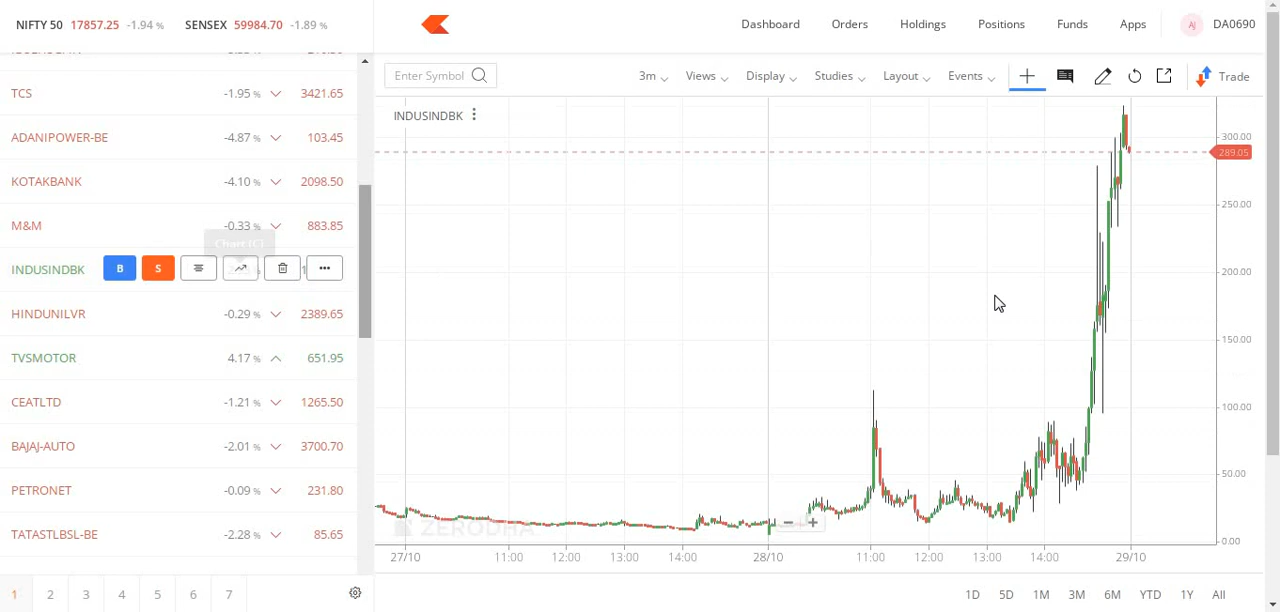 NIFTY 50 17857.25 -1.94 % SENSEX 59984.70 -1.89 %
Dashboard Orders Holdings Positions Funds Apps AJ DA0690
TCS -1.95 % 3421.65
ADANIPOWER-BE -4.87 % 103.45
KOTAKBANK -4.10 % 2098.50
M&M -0.33 % 883.85
Chart (C)
INDUSINDBK B S
HINDUNILVR -0.29 % 2389.65
TVSMOTOR 4.17 % 651.95
CEATLTD -1.21 % 1265.50
BAJAJ-AUTO -2.01 % 3700.70
PETRONET -0.09 % 231.80
TATASTLBSL-BE -2.28 % 85.65
1 2 3 4 5 6 7
Enter Symbol 3m Views Display Studies Layout Events Trade
INDUSINDBK
300.00
289.05
250.00
200.00
150.00
100.00
50.00
0.00
ZERODHA
27/10 11:00 12:00 13:00 14:00 28/10 11:00 12:00 13:00 14:00 29/10
1D 5D 1M 3M 6M YTD 1Y All